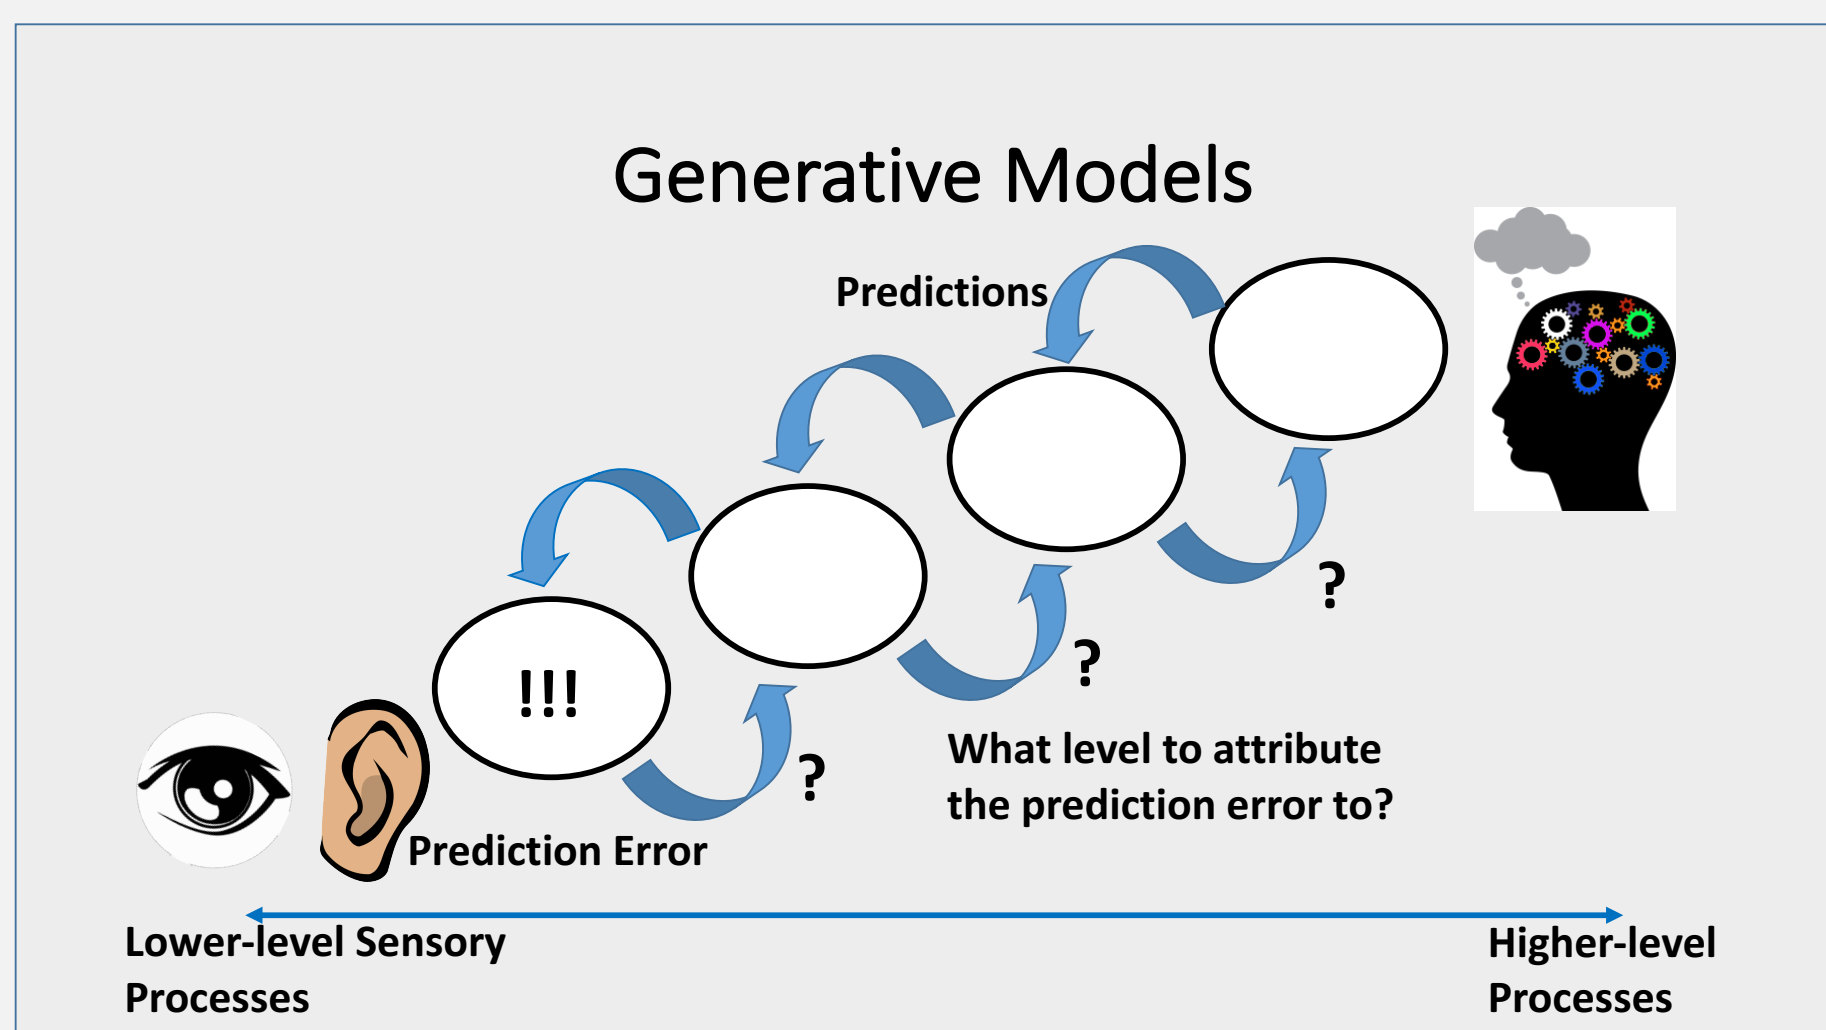 Generative Models
Predictions
?
?
!!!
?
What level to attribute
the prediction error to?
Prediction Error
Lower-level Sensory
Processes
Higher-level
Processes